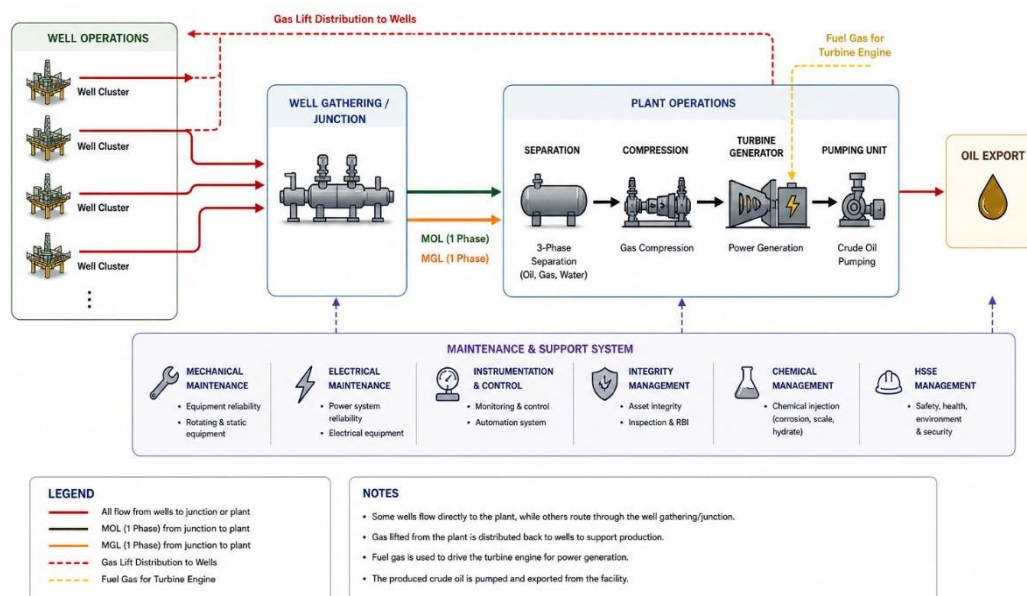 Gas Lift Distribution to Wells
WELL OPERATIONS
Well Cluster
Well Cluster
Well Cluster
Well Cluster
WELL GATHERING /
JUNCTION
MOL (1 Phase)
MGL (1 Phase)
Fuel Gas for
Turbine Engine
PLANT OPERATIONS
SEPARATION
3-Phase
Separation
(Oil, Gas, Water)
COMPRESSION
Gas Compression
TURBINE
GENERATOR
Power Generation
PUMPING UNIT
Crude Oil
Pumping
OIL EXPORT
MAINTENANCE & SUPPORT SYSTEM
MECHANICAL
MAINTENANCE
• Equipment reliability
• Rotating & static
equipment
ELECTRICAL
MAINTENANCE
• Power system
reliability
• Electrical equipment
INSTRUMENTATION
& CONTROL
• Monitoring & control
• Automation system
INTEGRITY
MANAGEMENT
• Asset integrity
• Inspection & RBI
CHEMICAL
MANAGEMENT
• Chemical injection
(corrosion, scale,
hydrate)
HSSE
MANAGEMENT
• Safety, health,
environment
& security
LEGEND
All flow from wells to junction or plant
MOL (1 Phase) from junction to plant
MGL (1 Phase) from junction to plant
Gas Lift Distribution to Wells
Fuel Gas for Turbine Engine
NOTES
• Some wells flow directly to the plant, while others route through the well gathering/junction.
• Gas lifted from the plant is distributed back to wells to support production.
• Fuel gas is used to drive the turbine engine for power generation.
• The produced crude oil is pumped and exported from the facility.